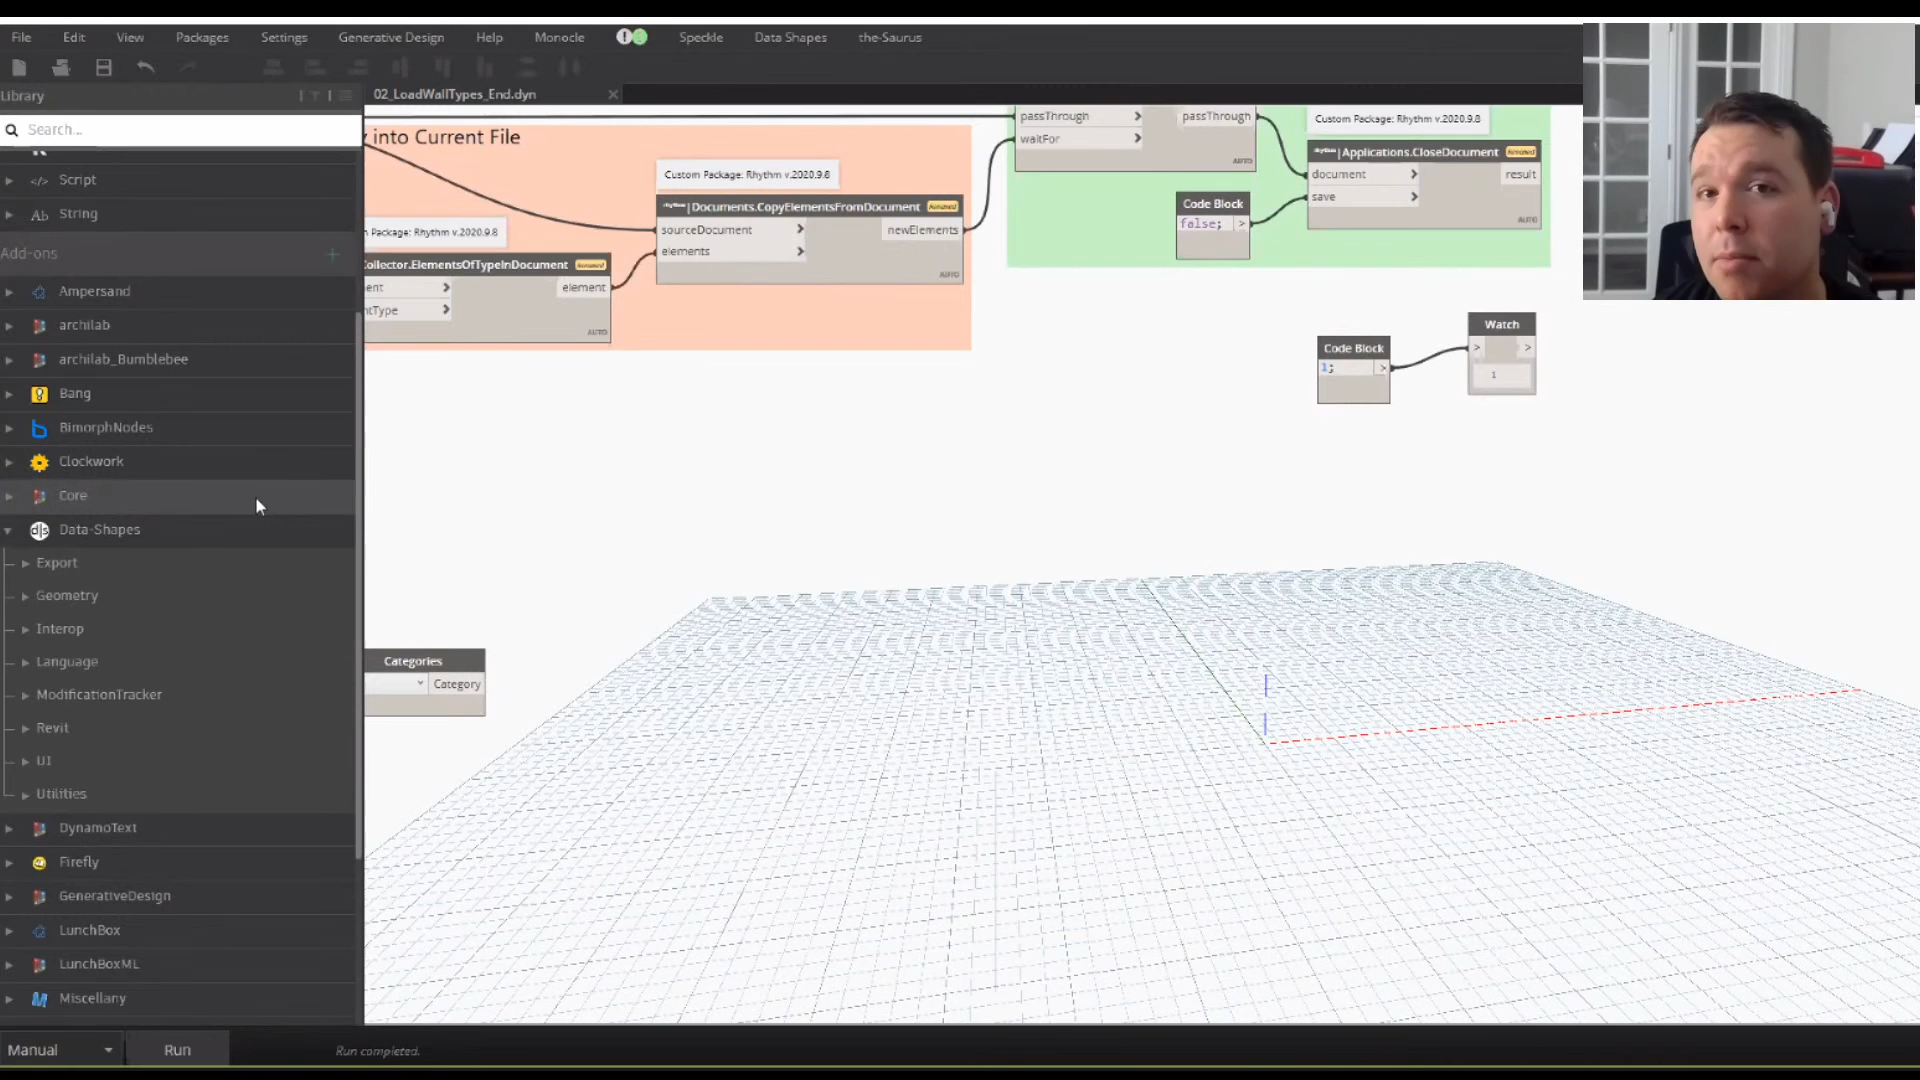 File Edit View Packages Settings Generative Design Help Monocle Speckle Data Shapes the-Saurus
Library
02_LoadWallTypes_End.dyn
Search...
Script
String
Add-ons
Ampersand
archilab
archilab_Bumblebee
Bang
BimorphNodes
Clockwork
Core
Data-Shapes
Export
Geometry
Interop
Language
ModificationTracker
Revit
UI
Utilities
DynamoText
Firefly
GenerativeDesign
LunchBox
LunchBoxML
Miscellany
Manual
Run
Run completed.
into Current File
Package: Rhythm v.2020.9.8
ollector.ElementsOfTypeInDocument
ent
element
ntType
AUTO
Custom Package: Rhythm v.2020.9.8
Documents.CopyElementsFromDocument
sourceDocument
newElements
elements
AUTO
passThrough
passThrough
waitFor
AUTO
Code Block
false;
Custom Package: Rhythm v.2020.9.8
Applications.CloseDocument
document
result
save
AUTO
Code Block
1;
Watch
1
Categories
Category